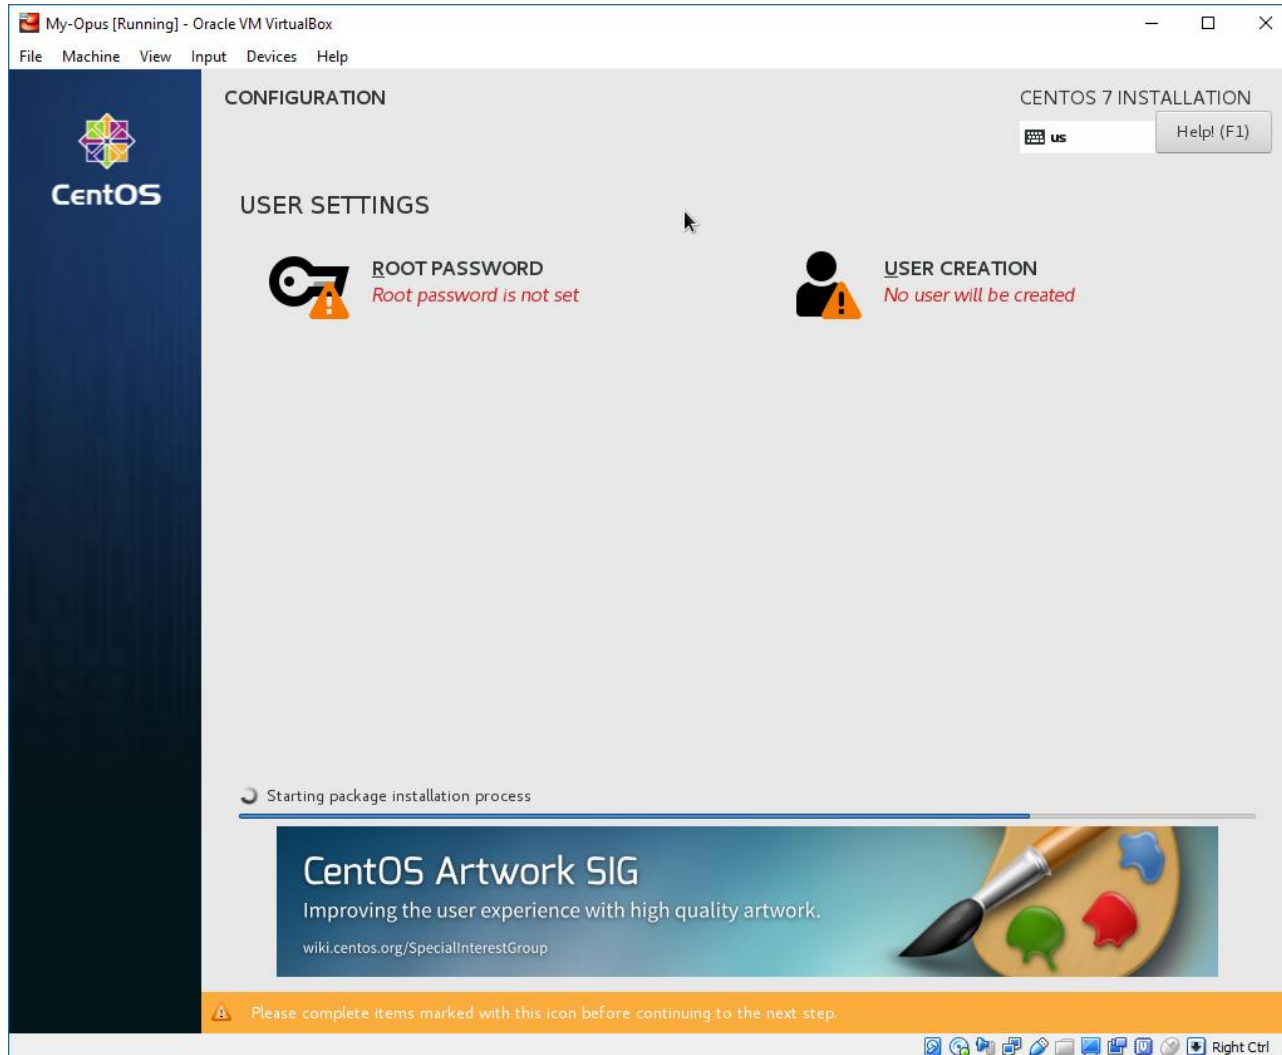 My-Opus [Running] - Oracle VM VirtualBox
File Machine View Input Devices Help
CentOS
CONFIGURATION
CENTOS 7 INSTALLATION
us
Help! (F1)
USER SETTINGS
ROOT PASSWORD
Root password is not set
USER CREATION
No user will be created
Starting package installation process
CentOS Artwork SIG
Improving the user experience with high quality artwork.
wiki.centos.org/SpecialInterestGroup
Please complete items marked with this icon before continuing to the next step.
Right Ctrl